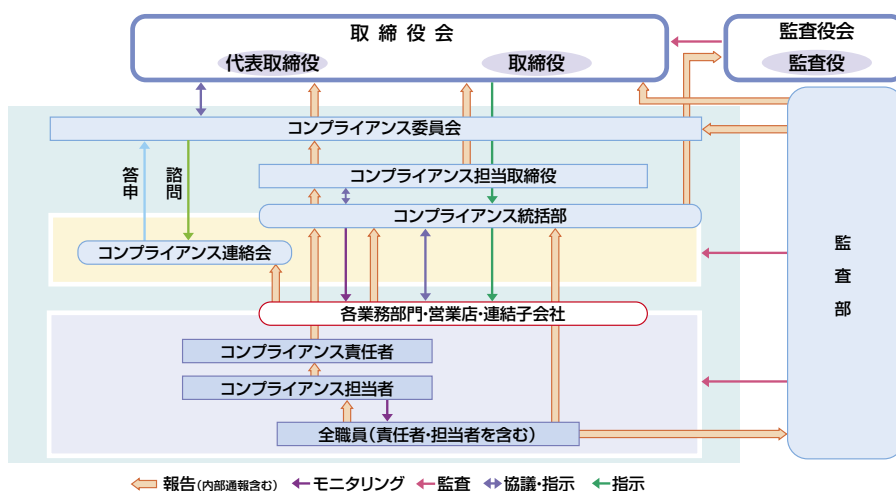 取締役会
代表取締役
取締役
監査役会
監査役
コンプライアンス委員会
答申
諮問
コンプライアンス担当取締役
コンプライアンス統括部
コンプライアンス連絡会
監査部
各業務部門・営業店・連結子会社
コンプライアンス責任者
コンプライアンス担当者
全職員(責任者・担当者を含む)
報告(内部通報含む)
モニタリング
監査
協議・指示
指示